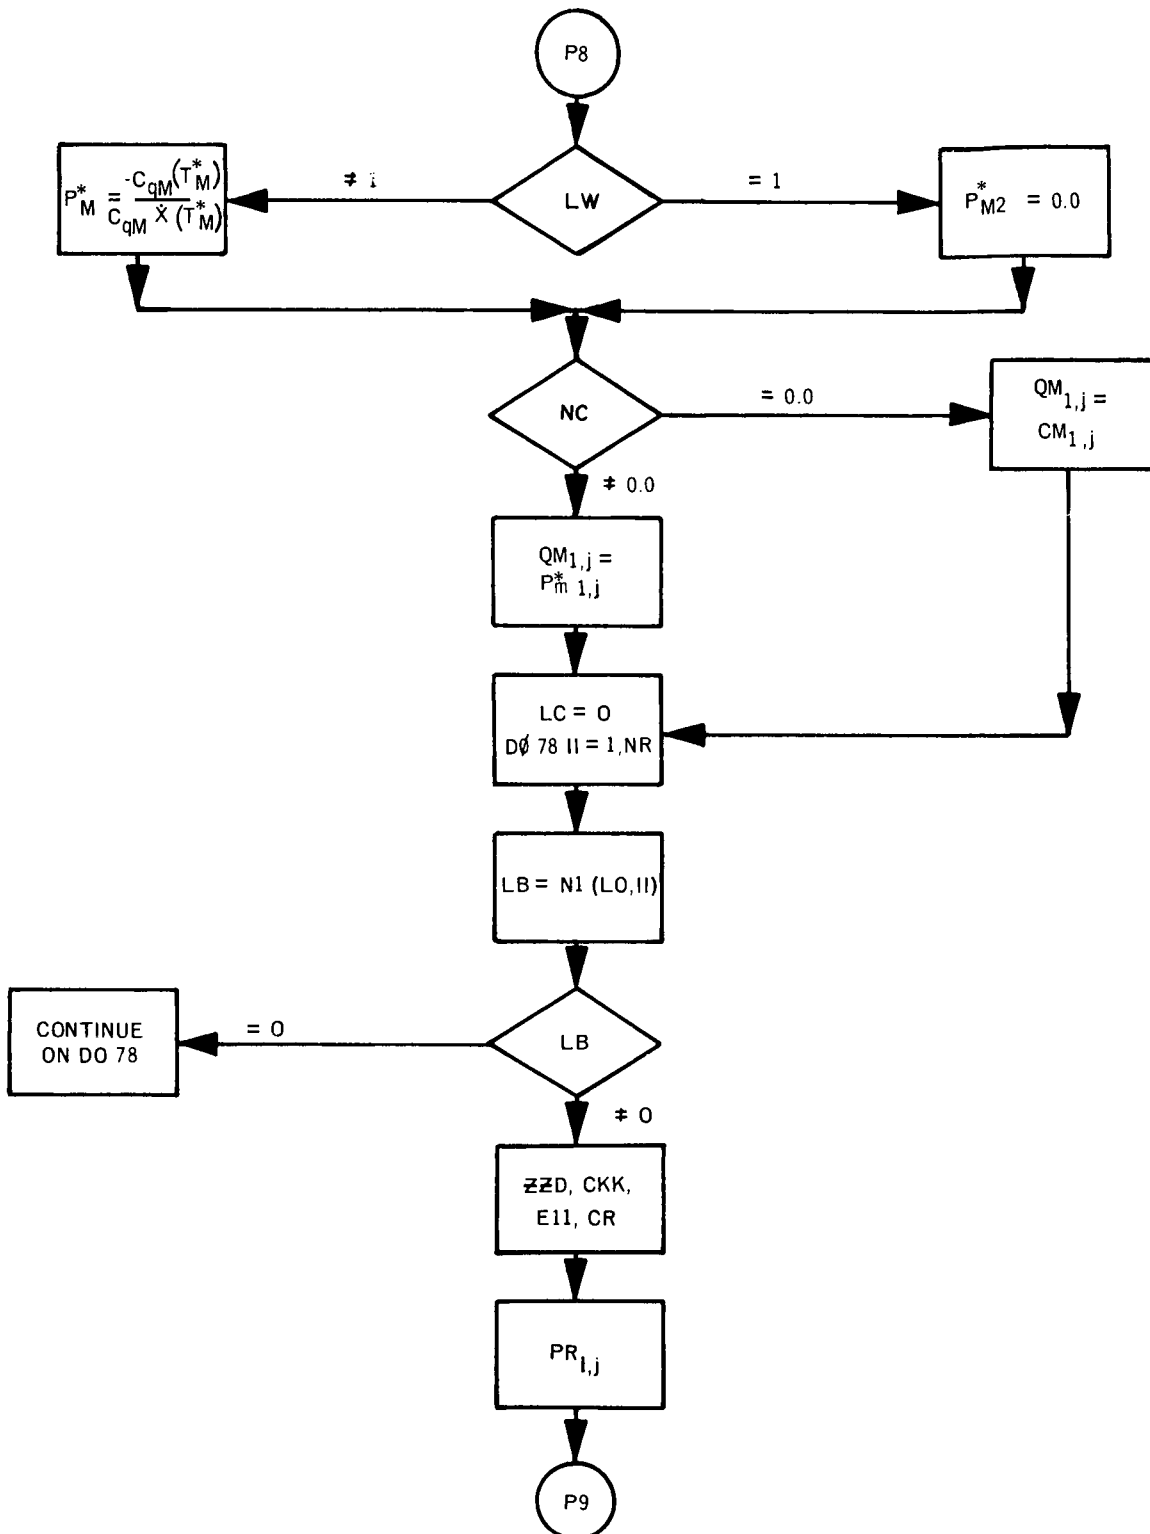 P8
LW
≠ 1
= 1
P*M = -CqM(T*M) / CqM Ẋ (T*M)
P*M2 = 0.0
NC
= 0.0
QM1,j =
CM1,j
≠ 0.0
QM1,j =
P*m 1,j
LC = 0
DØ 78 II = 1, NR
LB = N1 (LO,II)
LB
= 0
CONTINUE
ON DO 78
≠ 0
ƵƵD, CKK,
E11, CR
PR1,j
P9